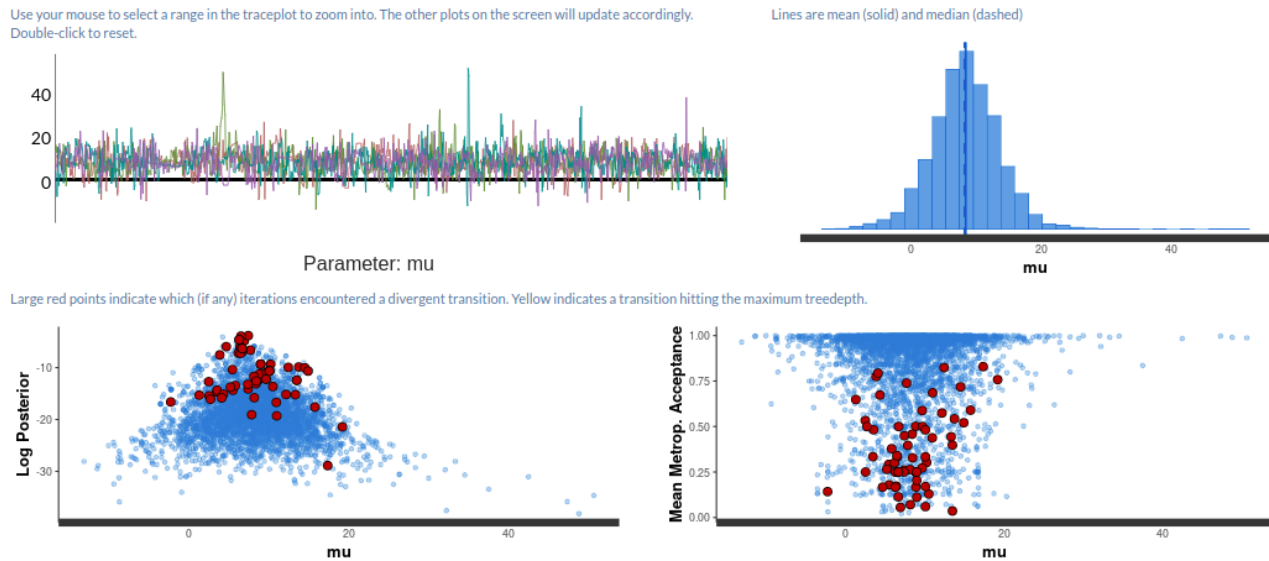 Use your mouse to select a range in the traceplot to zoom into. The other plots on the screen will update accordingly.
Double-click to reset.
40
20
0
Parameter: mu
Lines are mean (solid) and median (dashed)
0 20 40
mu
Large red points indicate which (if any) iterations encountered a divergent transition. Yellow indicates a transition hitting the maximum treedepth.
Log Posterior
-10
-20
-30
0 20 40
mu
Mean Metrop. Acceptance
1.00
0.75
0.50
0.25
0.00
0 20 40
mu